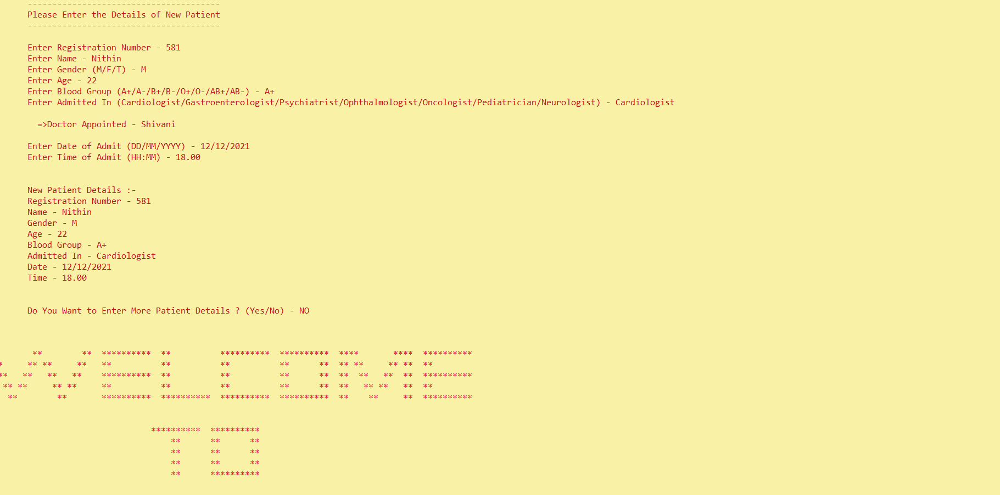 ---------------------------------------
Please Enter the Details of New Patient
---------------------------------------
Enter Registration Number - 581
Enter Name - Nithin
Enter Gender (M/F/T) - M
Enter Age - 22
Enter Blood Group (A+/A-/B+/B-/O+/O-/AB+/AB-) - A+
Enter Admitted In (Cardiologist/Gastroenterologist/Psychiatrist/Ophthalmologist/Oncologist/Pediatrician/Neurologist) - Cardiologist
=>Doctor Appointed - Shivani
Enter Date of Admit (DD/MM/YYYY) - 12/12/2021
Enter Time of Admit (HH:MM) - 18.00
New Patient Details :-
Registration Number - 581
Name - Nithin
Gender - M
Age - 22
Blood Group - A+
Admitted In - Cardiologist
Date - 12/12/2021
Time - 18.00
Do You Want to Enter More Patient Details ? (Yes/No) - NO
WELCOME
TO